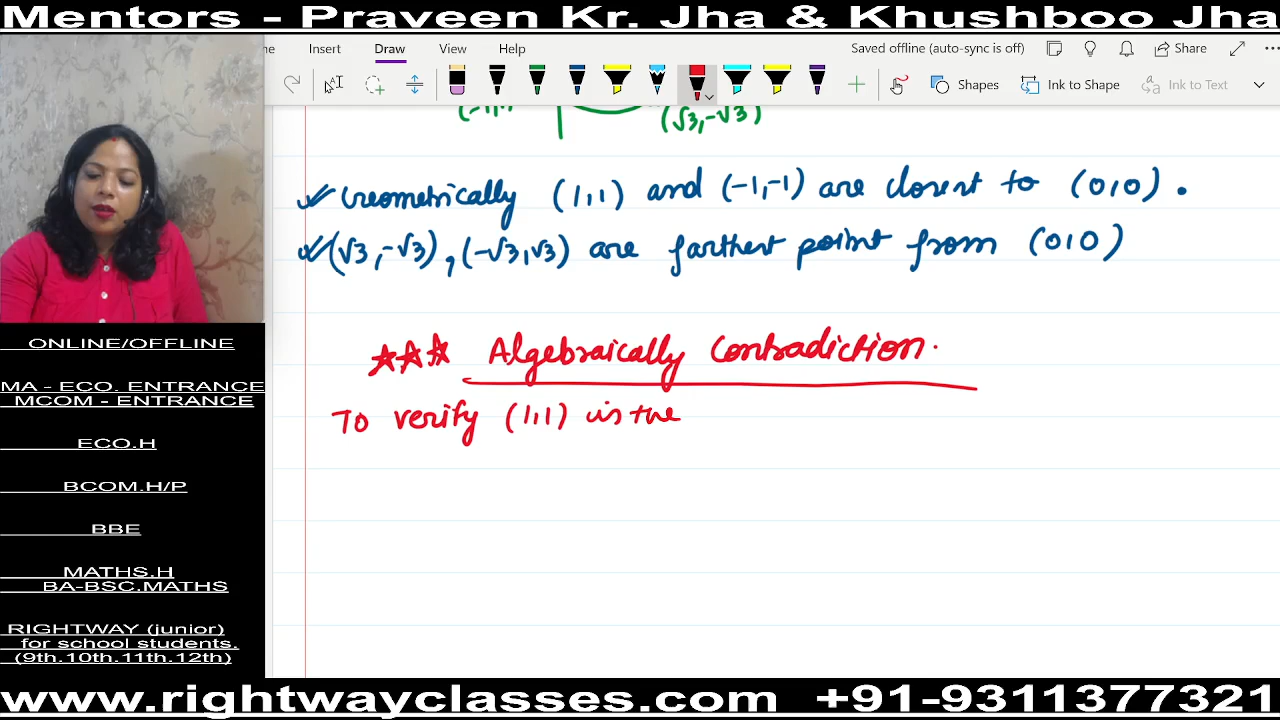 Mentors - Praveen Kr. Jha & Khushboo Jha
Insert Draw View Help
Saved offline (auto-sync is off) Share
Shapes Ink to Shape Ink to Text
(√3,-√3)
Geometrically (1,1) and (-1,-1) are closest to (0,0).
(√3,-√3), (-√3,√3) are farthest point from (0,0)
*** Algebraically Contradiction.
To verify (1,1) is the
ONLINE/OFFLINE
MA - ECO. ENTRANCE
MCOM - ENTRANCE
ECO.H
BCOM.H/P
BBE
MATHS.H
BA-BSC.MATHS
RIGHTWAY (junior)
for school students.
(9th.10th.11th.12th)
www.rightwayclasses.com +91-9311377321